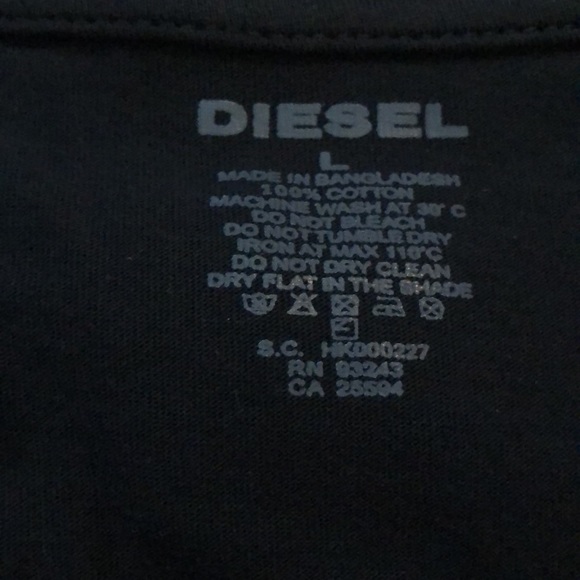 DIESEL
L
MADE IN BANGLADESH
100% COTTON
MACHINE WASH AT 30° C
DO NOT BLEACH
DO NOT TUMBLE DRY
IRON AT MAX 110°C
DO NOT DRY CLEAN
DRY FLAT IN THE SHADE
S.C. HK000227
RN 93243
CA 25594